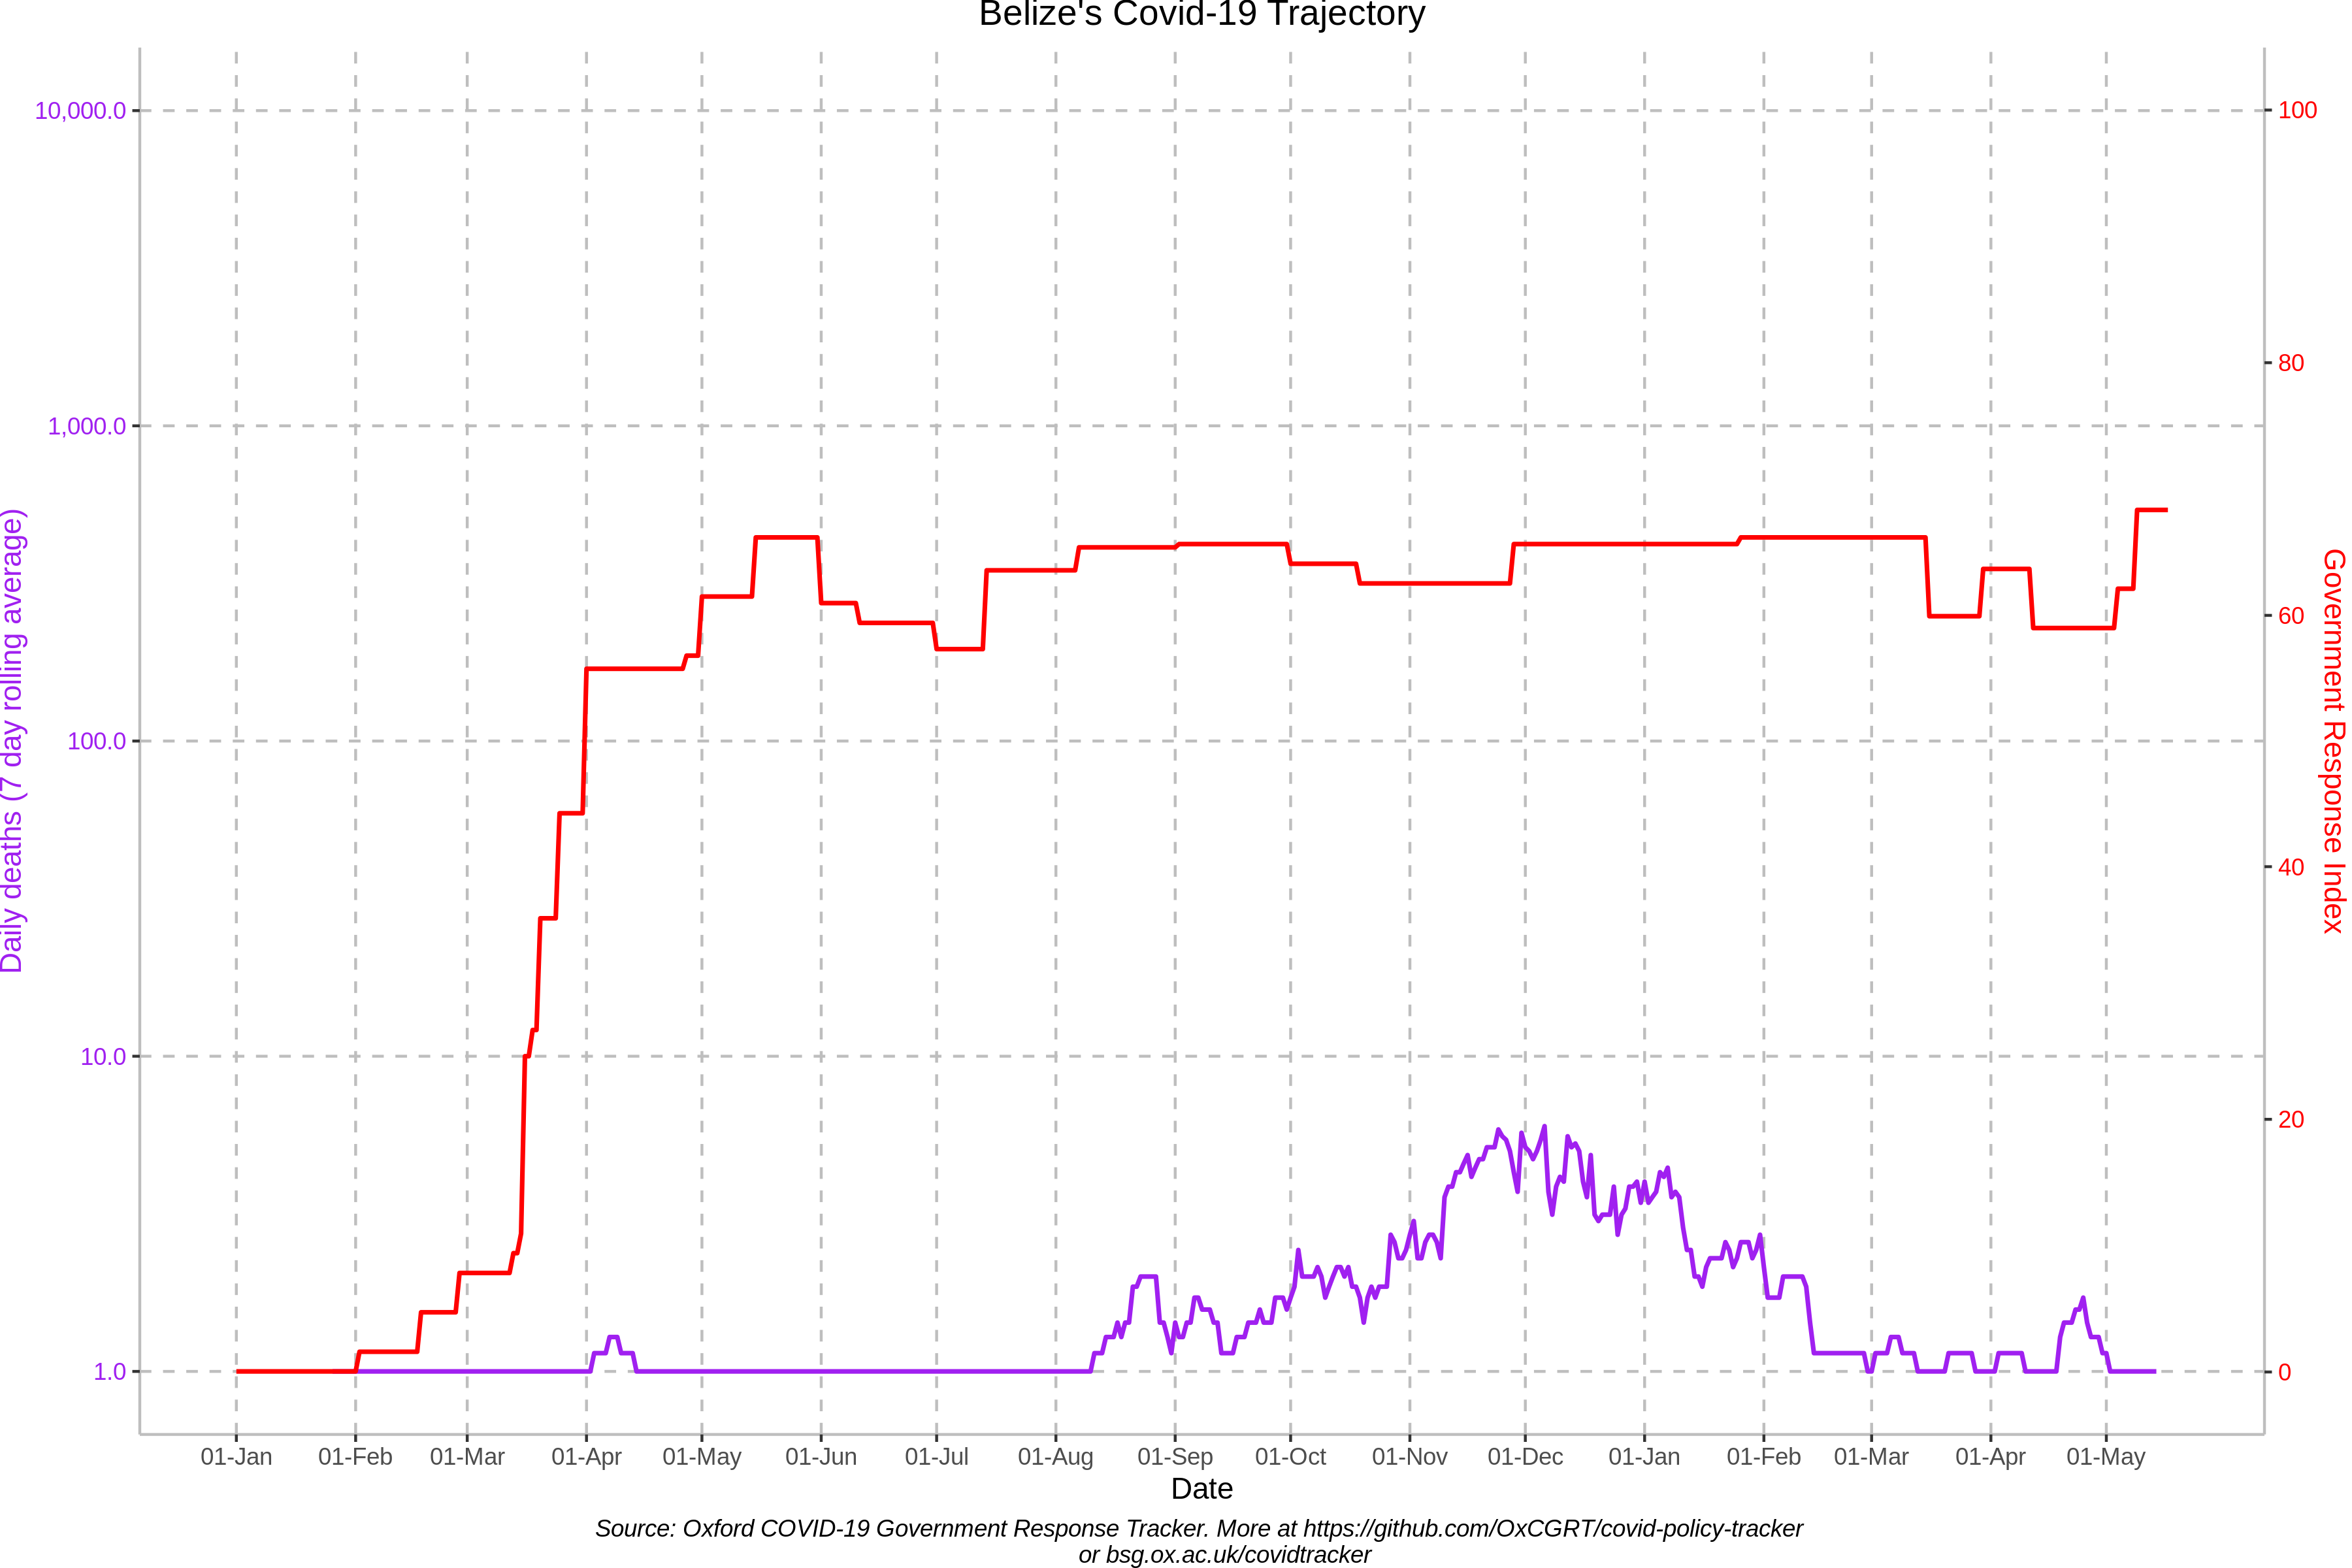 Belize's Covid-19 Trajectory
10,000.0
1,000.0
100.0
10.0
1.0
Daily deaths (7 day rolling average)
100
80
60
40
20
0
Government Response Index
01-Jan 01-Feb 01-Mar 01-Apr 01-May 01-Jun 01-Jul 01-Aug 01-Sep 01-Oct 01-Nov 01-Dec 01-Jan 01-Feb 01-Mar 01-Apr 01-May
Date
Source: Oxford COVID-19 Government Response Tracker. More at https://github.com/OxCGRT/covid-policy-tracker
or bsg.ox.ac.uk/covidtracker